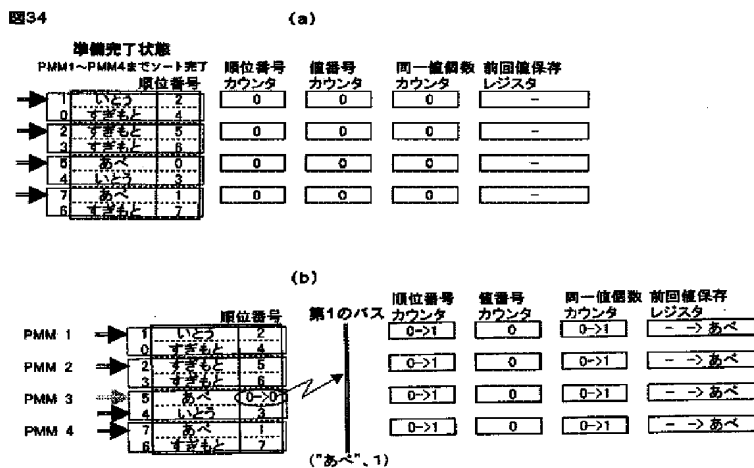 図34
(a)
準備完了状態
PMM1～PMM4までソート完了
順位番号
順位番号 値番号 同一値個数 前回値保存
カウンタ カウンタ カウンタ レジスタ
1 いとう 2 0 0 0 −
0 すぎもと 4
2 すぎもと 5 0 0 0 −
3 すぎもと 6
5 あべ 0 0 0 0 −
4 いとう 3
7 あべ 1 0 0 0 −
6 すぎもと 7
(b)
順位番号 第1のバス
順位番号 値番号 同一値個数 前回値保存
カウンタ カウンタ カウンタ レジスタ
PMM 1 1 いとう 2 0->1 0 0->1 − -> あべ
0 すぎもと 4
PMM 2 2 すぎもと 5 0->1 0 0->1 − -> あべ
3 すぎもと 6
PMM 3 5 あべ 0->0 0->1 0 0->1 − -> あべ
4 いとう 3
PMM 4 7 あべ 1 0->1 0 0->1 − -> あべ
6 すぎもと 7
("あべ"、1)